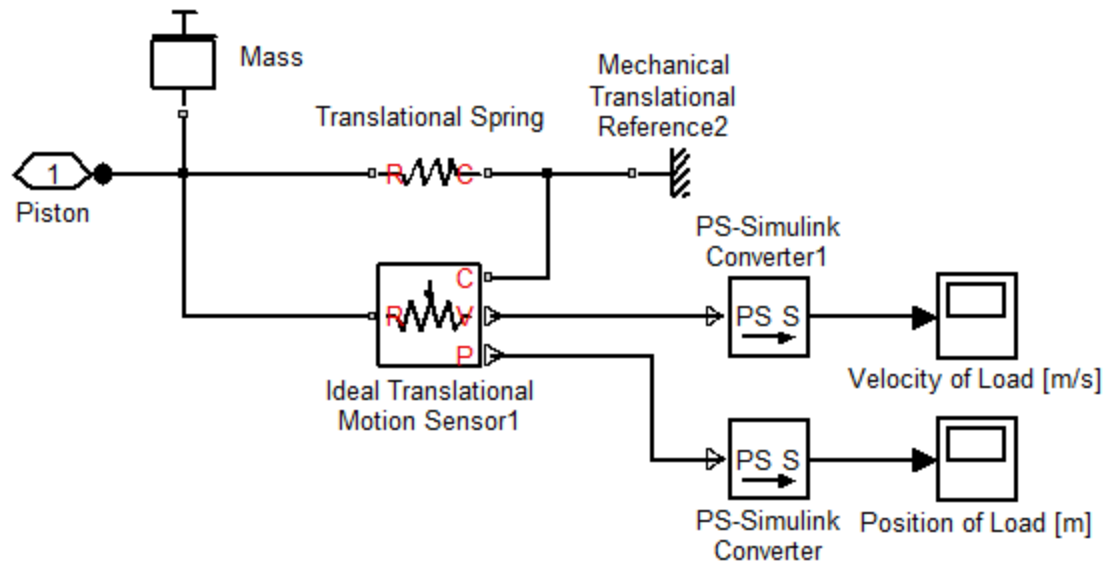 Mass
Mechanical
Translational
Reference2
Translational Spring
R
C
1
Piston
PS-Simulink
Converter1
C
R
V
P
PS S
Ideal Translational
Motion Sensor1
Velocity of Load [m/s]
PS S
PS-Simulink
Converter
Position of Load [m]